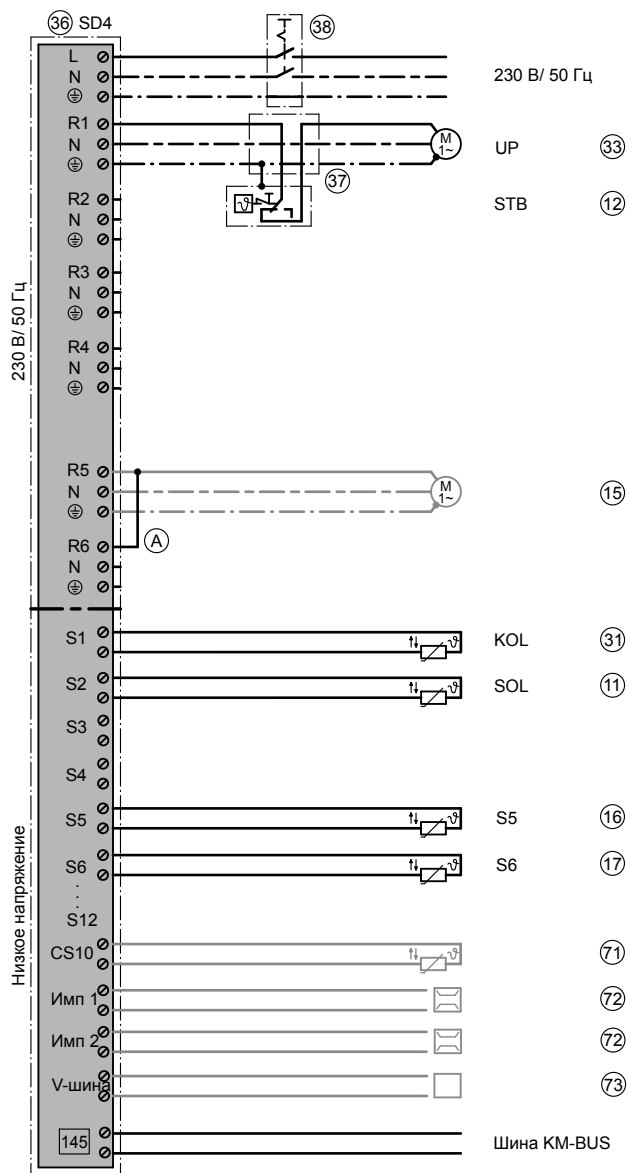 36 SD4
38
L
N
230 В/ 50 Гц
R1
N
M
1~
UP
33
37
R2
STB
12
N
ϑ
R3
N
230 В/ 50 Гц
R4
N
R5
N
M
1~
15
R6
A
N
S1
ϑ
KOL
31
S2
ϑ
SOL
11
S3
S4
S5
ϑ
S5
16
S6
ϑ
S6
17
S12
Низкое напряжение
CS10
ϑ
71
Имп 1
72
Имп 2
72
V-шина
73
145
Шина KM-BUS